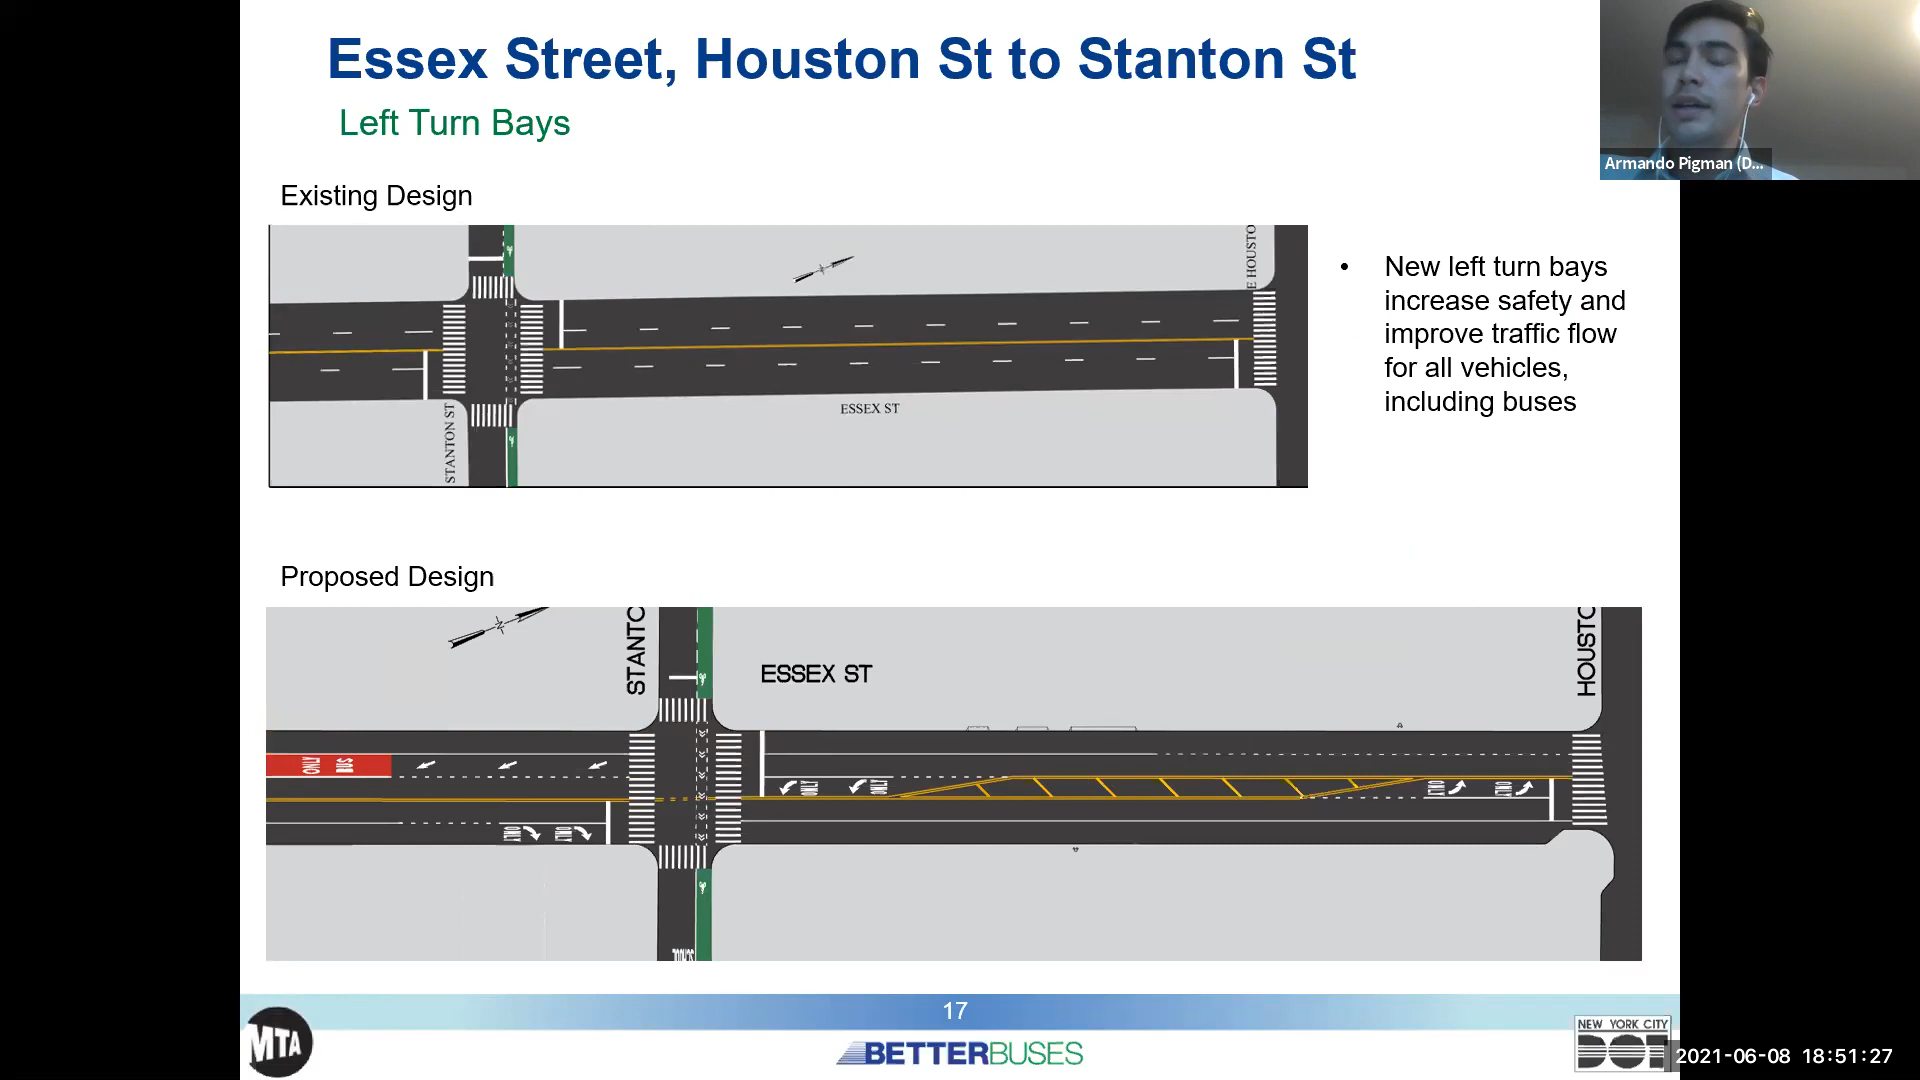 Essex Street, Houston St to Stanton St
Left Turn Bays
Armando Pigman (D...
Existing Design
E HOUSTO
STANTON ST
ESSEX ST
• New left turn bays
increase safety and
improve traffic flow
for all vehicles,
including buses
Proposed Design
STANTO
ESSEX ST
HOUSTO
ONLY
BUS
ONLY
ONLY
ONLY
ONLY
ONLY
ONLY
17
MTA
BETTERBUSES
NEW YORK CITY
DOT
2021-06-08 18:51:27